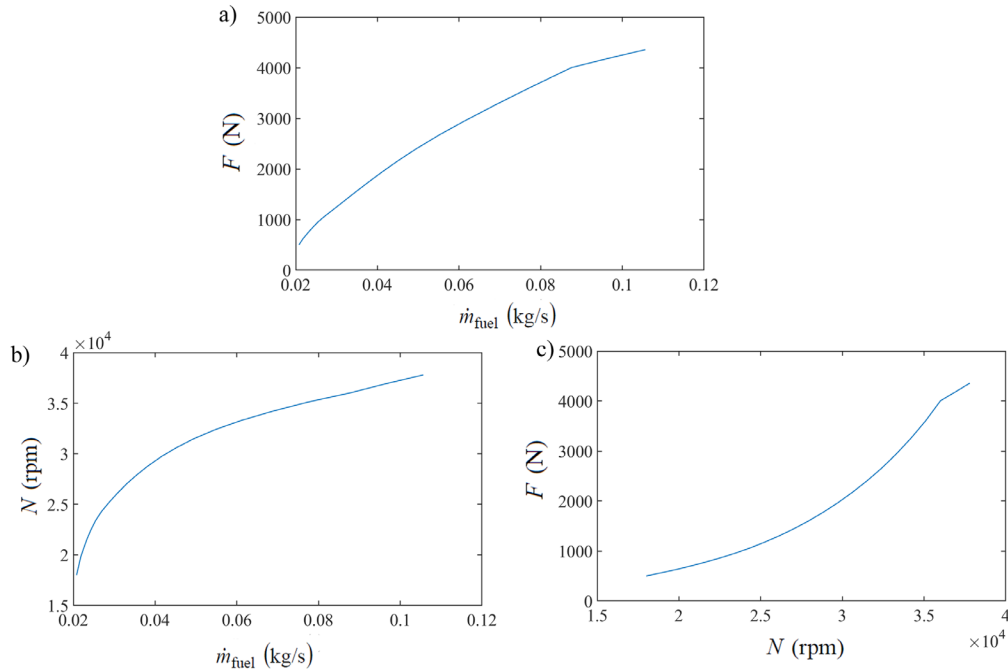 a)
5000
4000
3000
2000
1000
0
F (N)
0.02 0.04 0.06 0.08 0.1 0.12
ṁfuel (kg/s)
b)
×10⁴
4
3.5
3
2.5
2
1.5
N (rpm)
0.02 0.04 0.06 0.08 0.1 0.12
ṁfuel (kg/s)
c)
5000
4000
3000
2000
1000
0
F (N)
1.5 2 2.5 3 3.5 4
×10⁴
N (rpm)